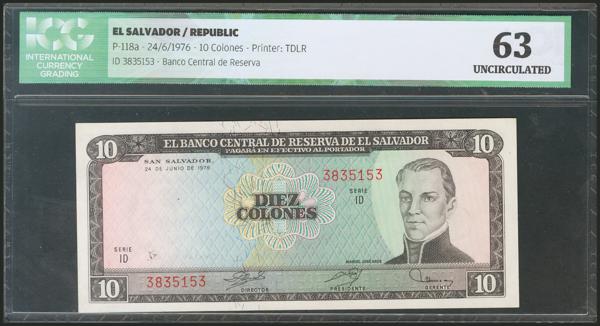 ICG
INTERNATIONAL
CURRENCY
GRADING
EL SALVADOR / REPUBLIC
P-118a - 24/6/1976 - 10 Colones - Printer: TDLR
ID 3835153 - Banco Central de Reserva
63
UNCIRCULATED
10
EL BANCO CENTRAL DE RESERVA DE EL SALVADOR
PAGARÁ EN EFECTIVO AL PORTADOR
10
SAN SALVADOR,
24 DE JUNIO DE 1976
3835153
SERIE
ID
DIEZ
COLONES
MANUEL JOSE ARCE
SERIE
ID
10
3835153
DIRECTOR
PRESIDENTE
GERENTE
10